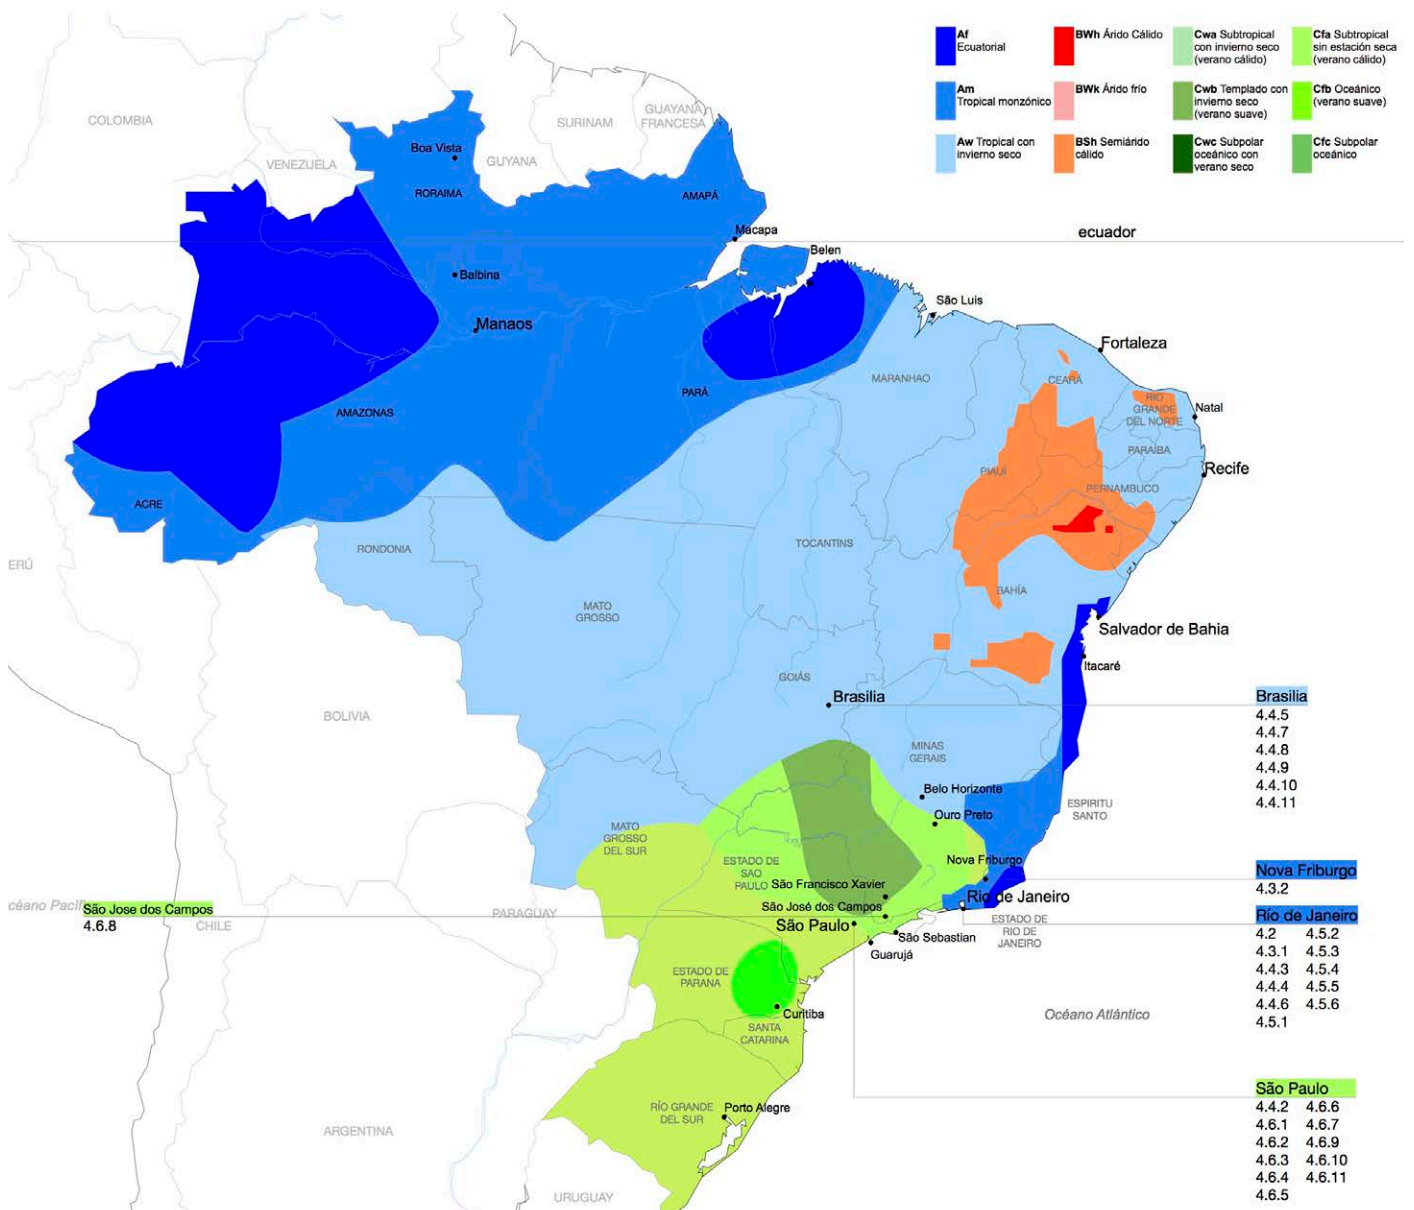 Af
Ecuatorial
BWh Árido Cálido
Cwa Subtropical
con invierno seco
(verano cálido)
Cfa Subtropical
sin estación seca
(verano cálido)
Am
Tropical monzónico
BWk Árido frío
Cwb Templado con
invierno seco
(verano suave)
Cfb Oceánico
(verano suave)
Aw Tropical con
invierno seco
BSh Semiárido
cálido
Cwc Subpolar
oceánico con
verano seco
Cfc Subpolar
oceánico
COLOMBIA
VENEZUELA
GUYANA
SURINAM
GUAYANA
FRANCESA
Boa Vista
RORAIMA
AMAPÁ
Macapa
ecuador
Belen
Balbina
Manaos
São Luis
Fortaleza
MARANHAO
CEARÁ
PARÁ
AMAZONAS
RIO
GRANDE
DEL NORTE
Natal
PARAÍBA
PIAUÍ
Recife
PERNAMBUCO
ACRE
RONDONIA
TOCANTINS
ERÚ
MATO
GROSSO
BAHÍA
Salvador de Bahia
Itacaré
GOIÁS
Brasilia
BOLIVIA
MINAS
GERAIS
Belo Horizonte
Ouro Preto
ESPIRITU
SANTO
MATO
GROSSO
DEL SUR
ESTADO DE
SAO
PAULO
Nova Friburgo
São Francisco Xavier
São José dos Campos
Rio de Janeiro
São Paulo
São Sebastian
Guarujá
ESTADO DE
RIO DE
JANEIRO
céano Pacíf
São Jose dos Campos
4.6.8
CHILE
PARAGUAY
ESTADO DE
PARANA
Curitiba
SANTA
CATARINA
Océano Atlántico
RÍO GRANDE
DEL SUR
Porto Alegre
ARGENTINA
URUGUAY
Brasilia
4.4.5
4.4.7
4.4.8
4.4.9
4.4.10
4.4.11
Nova Friburgo
4.3.2
Río de Janeiro
4.2 4.5.2
4.3.1 4.5.3
4.4.3 4.5.4
4.4.4 4.5.5
4.4.6 4.5.6
4.5.1
São Paulo
4.4.2 4.6.6
4.6.1 4.6.7
4.6.2 4.6.9
4.6.3 4.6.10
4.6.4 4.6.11
4.6.5